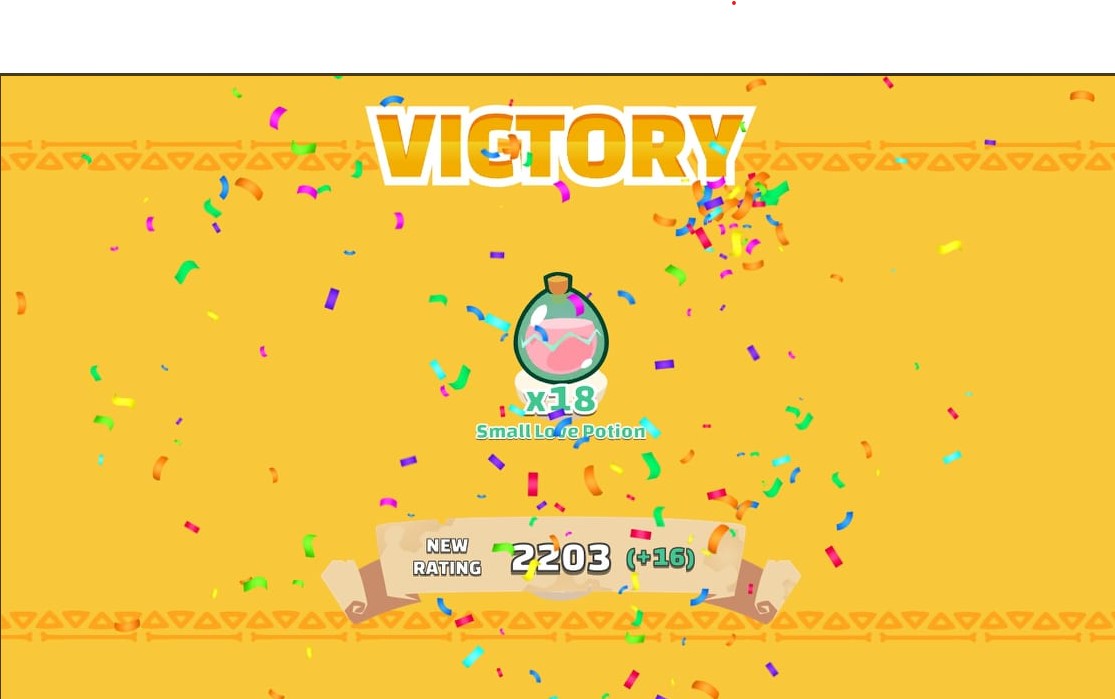 VICTORY
x18
Small Love Potion
NEW
RATING
2203 (+16)